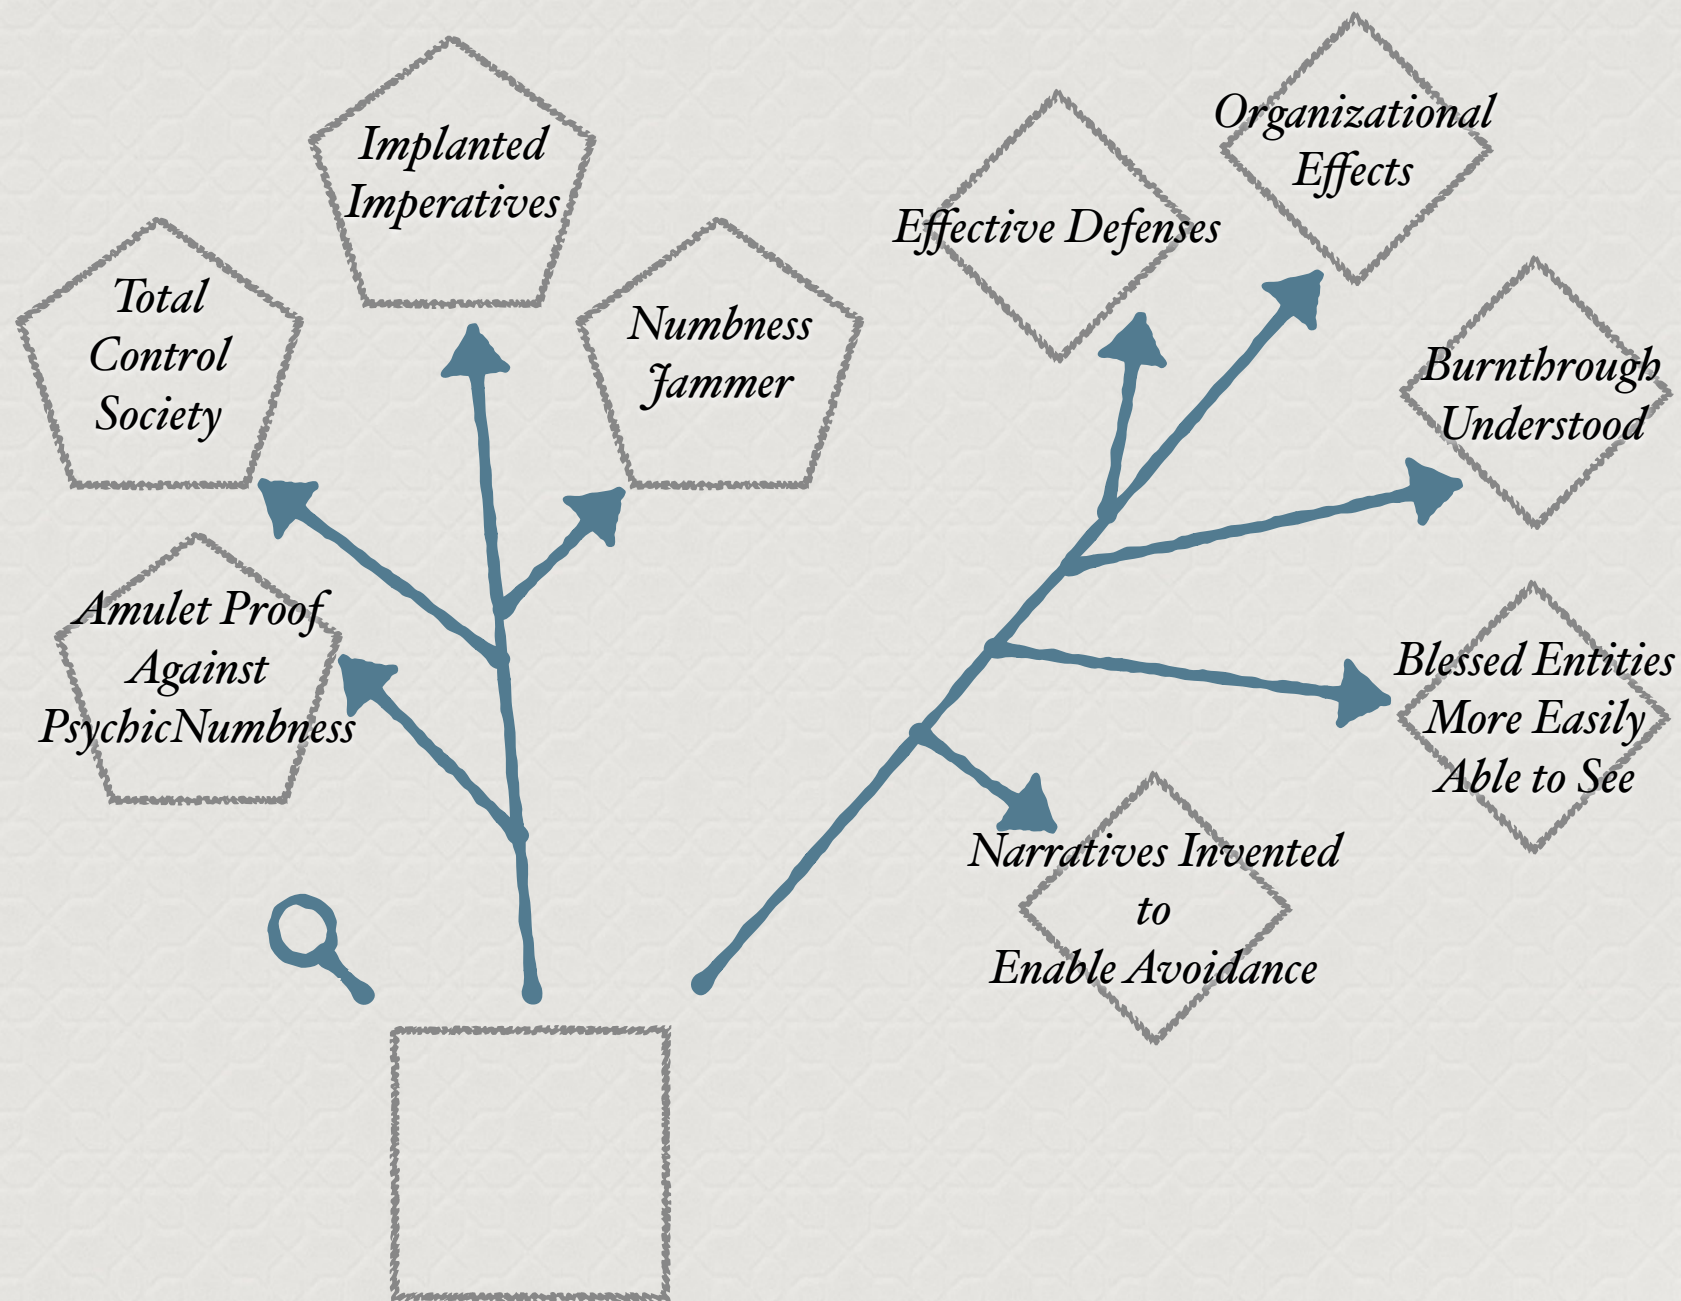 Implanted
Imperatives
Total
Control
Society
Numbness
Jammer
Amulet Proof
Against
PsychicNumbness
Organizational
Effects
Effective Defenses
Burnthrough
Understood
Blessed Entities
More Easily
Able to See
Narratives Invented
to
Enable Avoidance